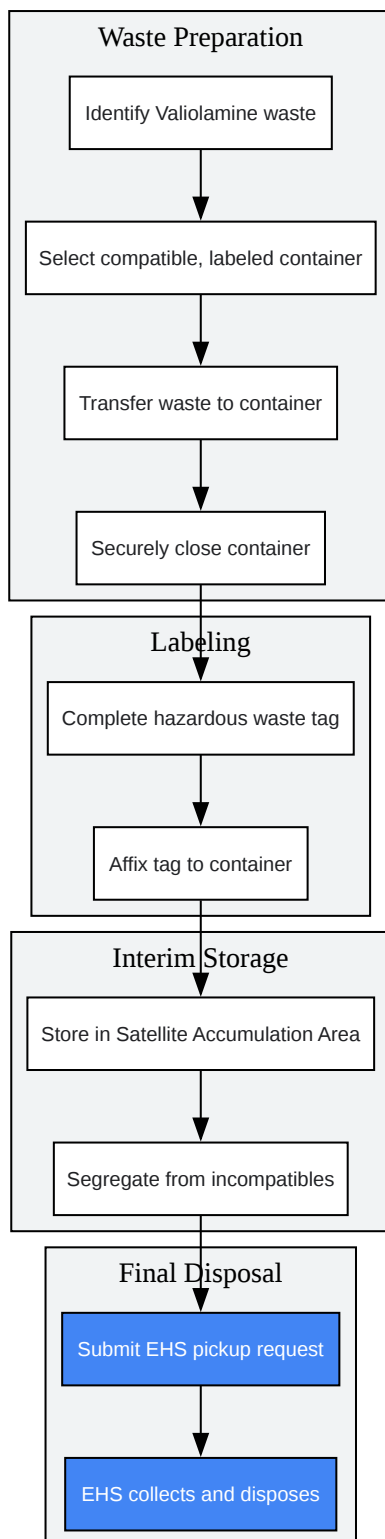 Waste Preparation
Identify Valiolamine waste
Select compatible, labeled container
Transfer waste to container
Securely close container
Labeling
Complete hazardous waste tag
Affix tag to container
Interim Storage
Store in Satellite Accumulation Area
Segregate from incompatibles
Final Disposal
Submit EHS pickup request
EHS collects and disposes